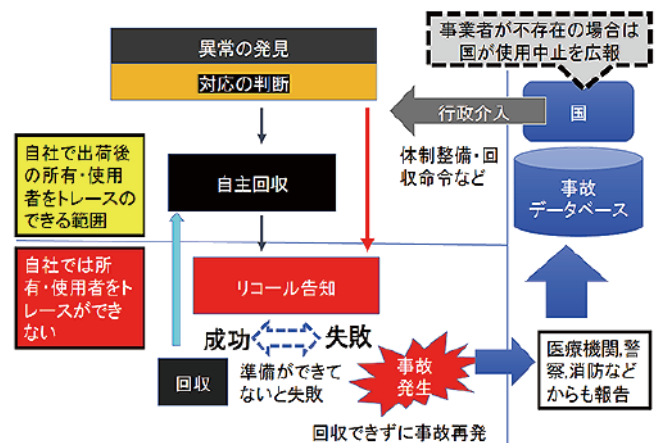 異常の発見
対応の判断
事業者が不存在の場合は
国が使用中止を広報
行政介入
国
体制整備・回
収命令など
事故
データベース
自社で出荷後
の所有・使用
者をトレースの
できる範囲
自主回収
自社では所
有・使用者をト
レースができ
ない
リコール告知
成功
失敗
回収
準備ができて
ないと失敗
事故
発生
医療機関,警
察,消防など
からも報告
回収できずに事故再発